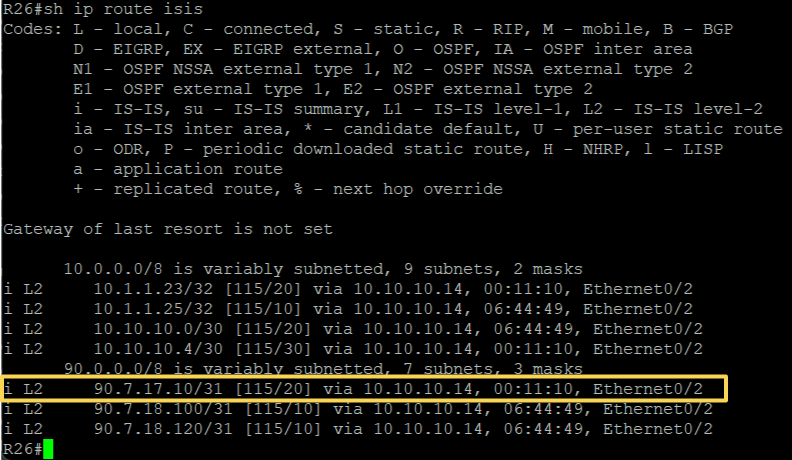 R26#sh ip route isis
Codes: L - local, C - connected, S - static, R - RIP, M - mobile, B - BGP
D - EIGRP, EX - EIGRP external, O - OSPF, IA - OSPF inter area
N1 - OSPF NSSA external type 1, N2 - OSPF NSSA external type 2
E1 - OSPF external type 1, E2 - OSPF external type 2
i - IS-IS, su - IS-IS summary, L1 - IS-IS level-1, L2 - IS-IS level-2
ia - IS-IS inter area, * - candidate default, U - per-user static route
o - ODR, P - periodic downloaded static route, H - NHRP, l - LISP
a - application route
+ - replicated route, % - next hop override
Gateway of last resort is not set
10.0.0.0/8 is variably subnetted, 9 subnets, 2 masks
i L2 10.1.1.23/32 [115/20] via 10.10.10.14, 00:11:10, Ethernet0/2
i L2 10.1.1.25/32 [115/10] via 10.10.10.14, 06:44:49, Ethernet0/2
i L2 10.10.10.0/30 [115/20] via 10.10.10.14, 06:44:49, Ethernet0/2
i L2 10.10.10.4/30 [115/30] via 10.10.10.14, 00:11:10, Ethernet0/2
90.0.0.0/8 is variably subnetted, 7 subnets, 3 masks
i L2 90.7.17.10/31 [115/20] via 10.10.10.14, 00:11:10, Ethernet0/2
i L2 90.7.18.100/31 [115/10] via 10.10.10.14, 06:44:49, Ethernet0/2
i L2 90.7.18.120/31 [115/10] via 10.10.10.14, 06:44:49, Ethernet0/2
R26#